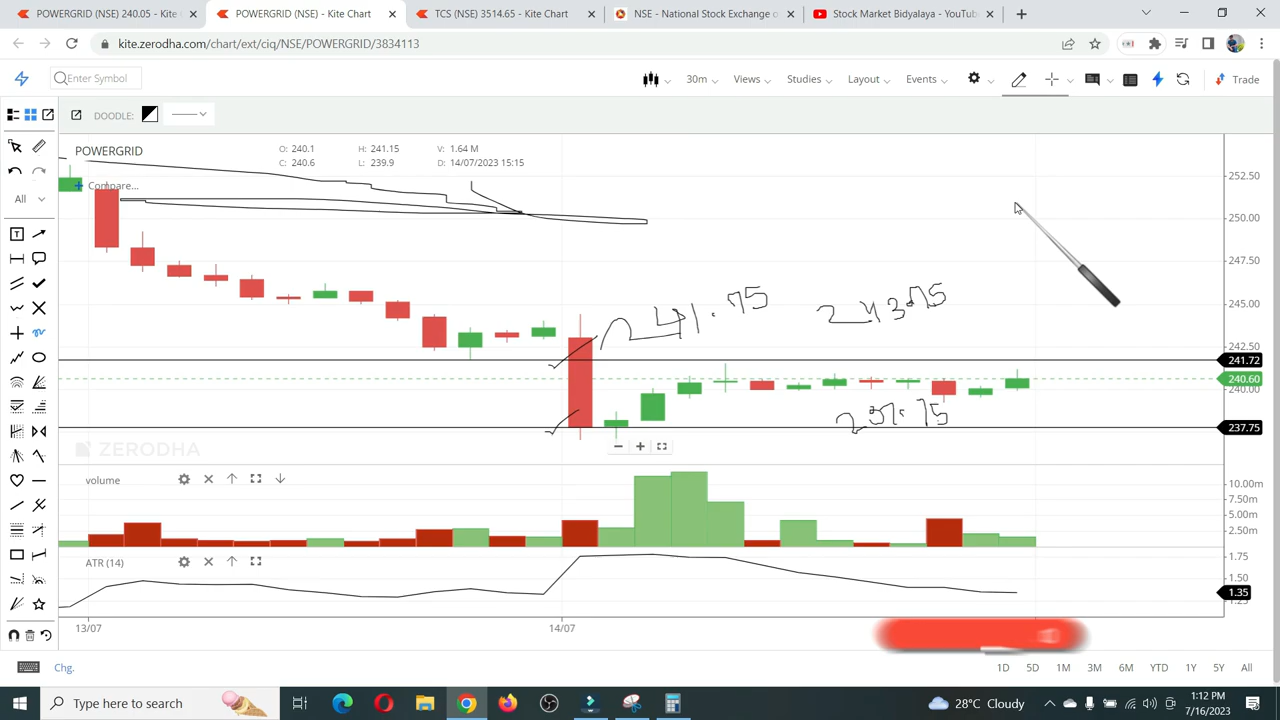 POWERGRID (NSE) 240.05 - Kite C
POWERGRID (NSE) - Kite Chart
TCS (NSE) 3514.65 - Kite Chart
NSE - National Stock Exchange o
Stock Market Bidyalaya - YouTub
kite.zerodha.com/chart/ext/ciq/NSE/POWERGRID/3834113
Enter Symbol
30m
Views
Studies
Layout
Events
Trade
DOODLE:
POWERGRID
O: 240.1 H: 241.15 V: 1.64 M
C: 240.6 L: 239.9 D: 14/07/2023 15:15
Compare...
All
252.50
250.00
247.50
245.00
242.50
241.72
240.60
240.00
237.75
241.75
243.75
237.75
ZERODHA
volume
10.00m
7.50m
5.00m
2.50m
ATR (14)
1.75
1.50
1.35
1.25
13/07
14/07
Chg.
1D 5D 1M 3M 6M YTD 1Y 5Y All
Type here to search
28°C Cloudy
1:12 PM
7/16/2023